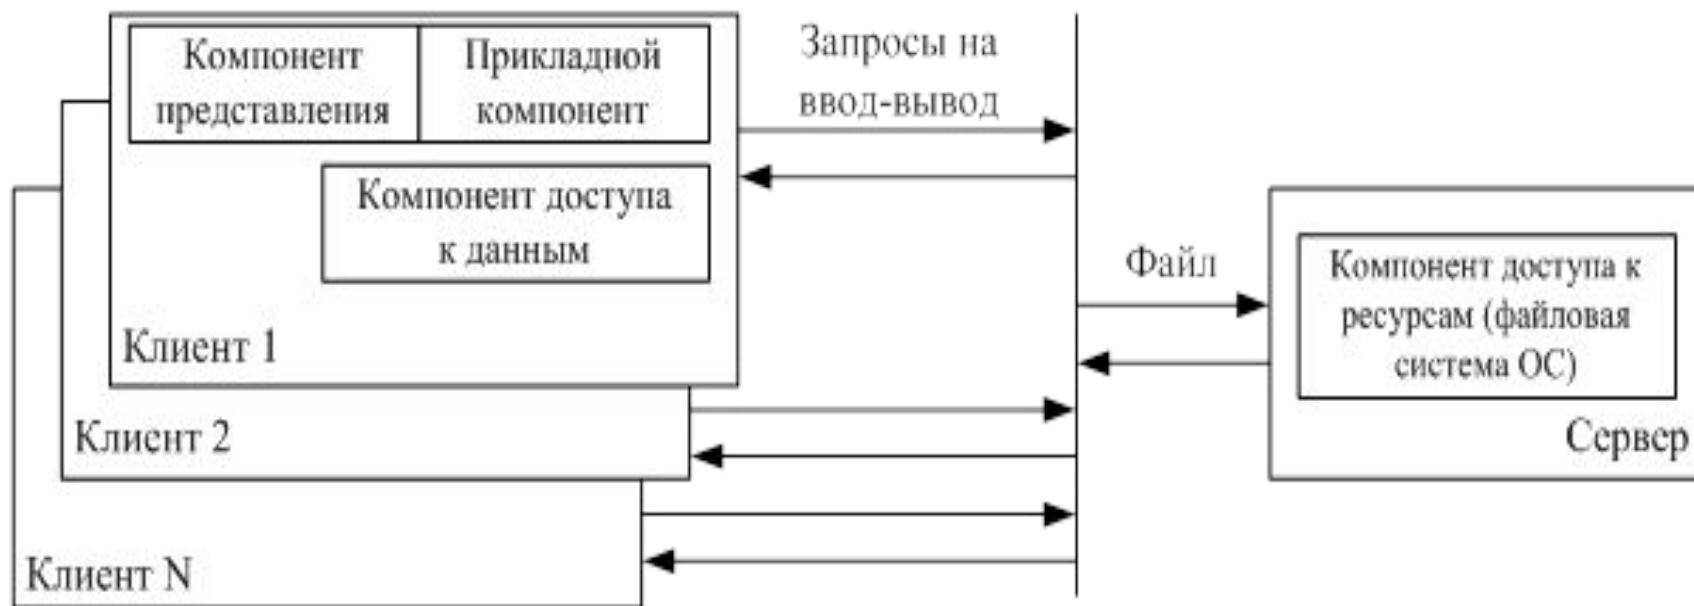 Компонент
представления
Прикладной
компонент
Запросы на
ввод-вывод
Компонент доступа
к данным
Клиент 1
Файл
Компонент доступа к
ресурсам (файловая
система ОС)
Сервер
Клиент 2
Клиент N